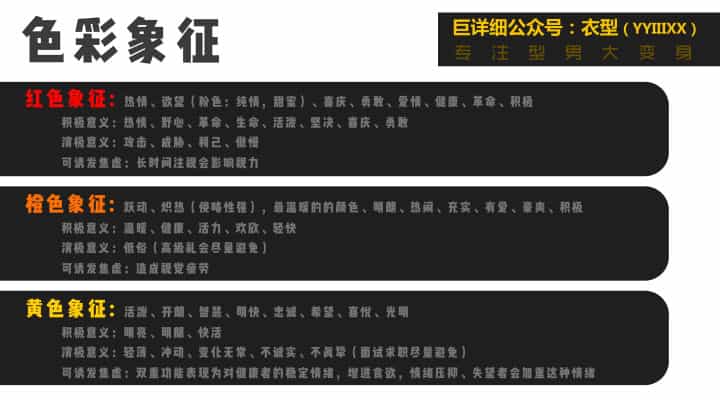 色彩象征
巨详细公众号：衣型（YYIIIXX）
专注型男大变身
红色象征：热情、欲望（粉色：纯情，甜蜜）、喜庆、勇敢、爱情、健康、革命、积极
积极意义：热情、野心、革命、生命、活泼、坚决、喜庆、勇敢
消极意义：攻击、威胁、利己、傲慢
可诱发焦虑：长时间注视会影响视力
橙色象征：跃动、炽热（侵略性强），最温暖的的颜色、明朗、热闹、充实、有爱、豪爽、积极
积极意义：温暖、健康、活力、欢欣、轻快
消极意义：低俗（高级礼会尽量避免）
可诱发焦虑：造成视觉疲劳
黄色象征：活泼、开朗、智慧、明快、忠诚、希望、喜悦、光明
积极意义：明亮、明朗、快活
消极意义：轻薄、冲动、变化无常、不诚实、不真挚（面试求职尽量避免）
可诱发焦虑：双重功能表现为对健康者的稳定情绪，增进食欲，情绪压抑、失望者会加重这种情绪